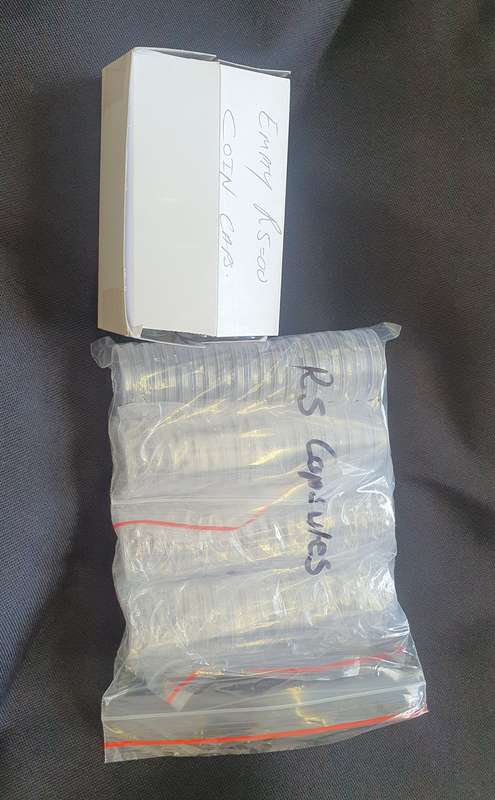 EMPTY R5=00
COIN CAP.
R5 Capsules